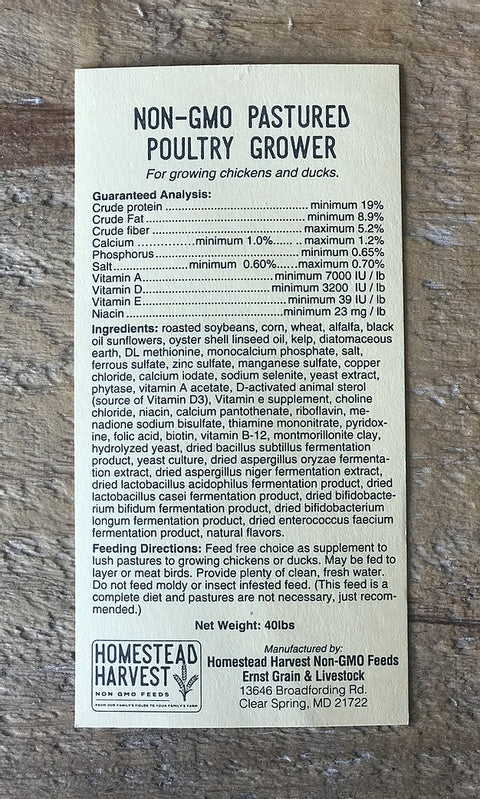 NON-GMO PASTURED
POULTRY GROWER
For growing chickens and ducks.
Guaranteed Analysis:
Crude protein ........................................ minimum 19%
Crude Fat ............................................. minimum 8.9%
Crude fiber ........................................... maximum 5.2%
Calcium .................minimum 1.0%...... .. maximum 1.2%
Phosphorus......................................... minimum 0.65%
Salt......................minimum 0.60%......maximum 0.70%
Vitamin A.......................................minimum 7000 IU / lb
Vitamin D......................................minimum 3200 IU / lb
Vitamin E..........................................minimum 39 IU / lb
Niacin ..............................................minimum 23 mg / lb
Ingredients: roasted soybeans, corn, wheat, alfalfa, black
oil sunflowers, oyster shell linseed oil, kelp, diatomaceous
earth, DL methionine, monocalcium phosphate, salt,
ferrous sulfate, zinc sulfate, manganese sulfate, copper
chloride, calcium iodate, sodium selenite, yeast extract,
phytase, vitamin A acetate, D-activated animal sterol
(source of Vitamin D3), Vitamin e supplement, choline
chloride, niacin, calcium pantothenate, riboflavin, me-
nadione sodium bisulfate, thiamine mononitrate, pyridox-
ine, folic acid, biotin, vitamin B-12, montmorillonite clay,
hydrolyzed yeast, dried bacillus subtillus fermentation
product, yeast culture, dried aspergillus oryzae fermenta-
tion extract, dried aspergillus niger fermentation extract,
dried lactobacillus acidophilus fermentation product, dried
lactobacillus casei fermentation product, dried bifidobacte-
rium bifidum fermentation product, dried bifidobacterium
longum fermentation product, dried enterococcus faecium
fermentation product, natural flavors.
Feeding Directions: Feed free choice as supplement to
lush pastures to growing chickens or ducks. May be fed to
layer or meat birds. Provide plenty of clean, fresh water.
Do not feed moldy or insect infested feed. (This feed is a
complete diet and pastures are not necessary, just recom-
mended.)
Net Weight: 40lbs
HOMESTEAD
HARVEST
NON GMO FEEDS
FROM OUR FAMILY'S FIELDS TO YOUR FAMILY'S FARM
Manufactured by:
Homestead Harvest Non-GMO Feeds
Ernst Grain & Livestock
13646 Broadfording Rd.
Clear Spring, MD 21722